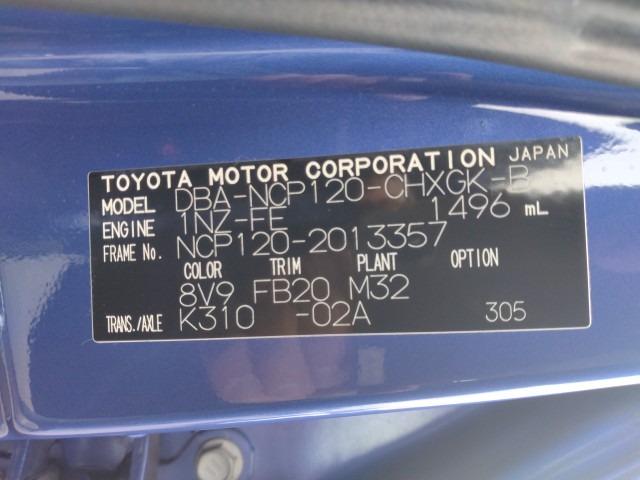 TOYOTA MOTOR CORPORATION JAPAN
MODEL DBA-NCP120-CHXGK-B
ENGINE 1NZ-FE 1496 mL
FRAME No. NCP120-2013357
COLOR TRIM PLANT OPTION
8V9 FB20 M32
TRANS./AXLE K310 -02A 305